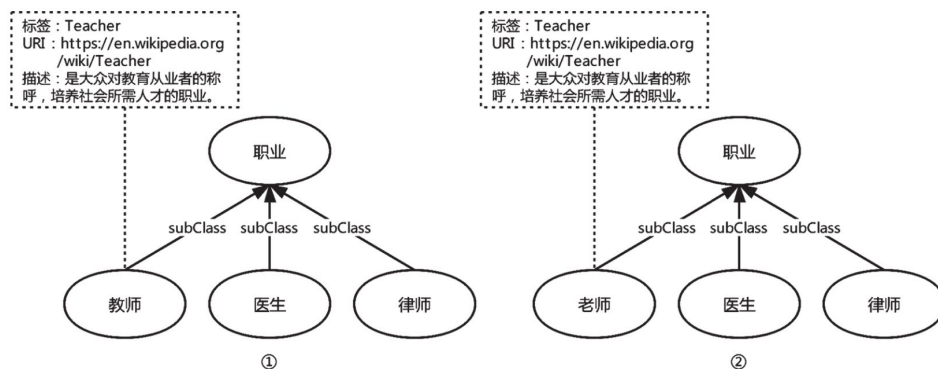 标签：Teacher
URI：https://en.wikipedia.org
/wiki/Teacher
描述：是大众对教育从业者的称
呼，培养社会所需人才的职业。
职业
subClass
subClass
subClass
教师
医生
律师
①
标签：Teacher
URI：https://en.wikipedia.org
/wiki/Teacher
描述：是大众对教育从业者的称
呼，培养社会所需人才的职业。
职业
subClass
subClass
subClass
老师
医生
律师
②